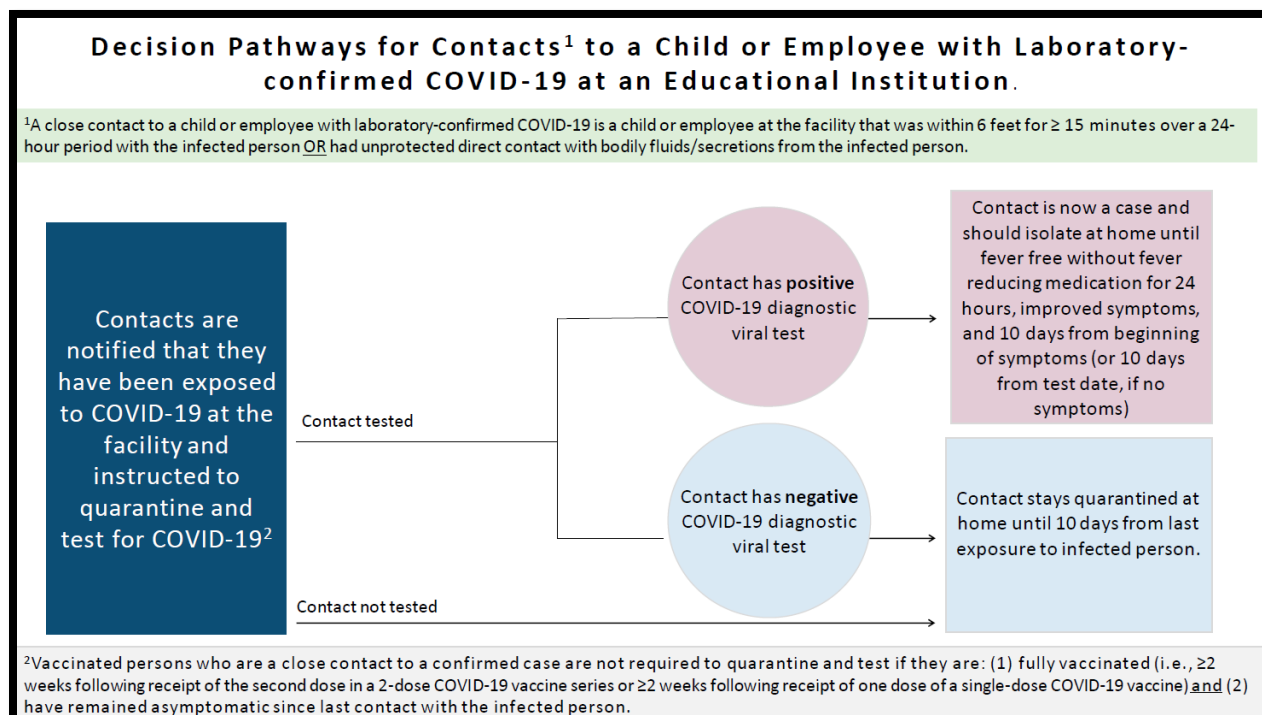 Decision Pathways for Contacts¹ to a Child or Employee with Laboratory-
confirmed COVID-19 at an Educational Institution.
¹A close contact to a child or employee with laboratory-confirmed COVID-19 is a child or employee at the facility that was within 6 feet for ≥ 15 minutes over a 24-
hour period with the infected person OR had unprotected direct contact with bodily fluids/secretions from the infected person.
Contacts are
notified that they
have been exposed
to COVID-19 at the
facility and
instructed to
quarantine and
test for COVID-19²
Contact tested
Contact has positive
COVID-19 diagnostic
viral test
Contact is now a case and
should isolate at home until
fever free without fever
reducing medication for 24
hours, improved symptoms,
and 10 days from beginning
of symptoms (or 10 days
from test date, if no
symptoms)
Contact has negative
COVID-19 diagnostic
viral test
Contact stays quarantined at
home until 10 days from last
exposure to infected person.
Contact not tested
²Vaccinated persons who are a close contact to a confirmed case are not required to quarantine and test if they are: (1) fully vaccinated (i.e., ≥2
weeks following receipt of the second dose in a 2-dose COVID-19 vaccine series or ≥2 weeks following receipt of one dose of a single-dose COVID-19 vaccine) and (2)
have remained asymptomatic since last contact with the infected person.